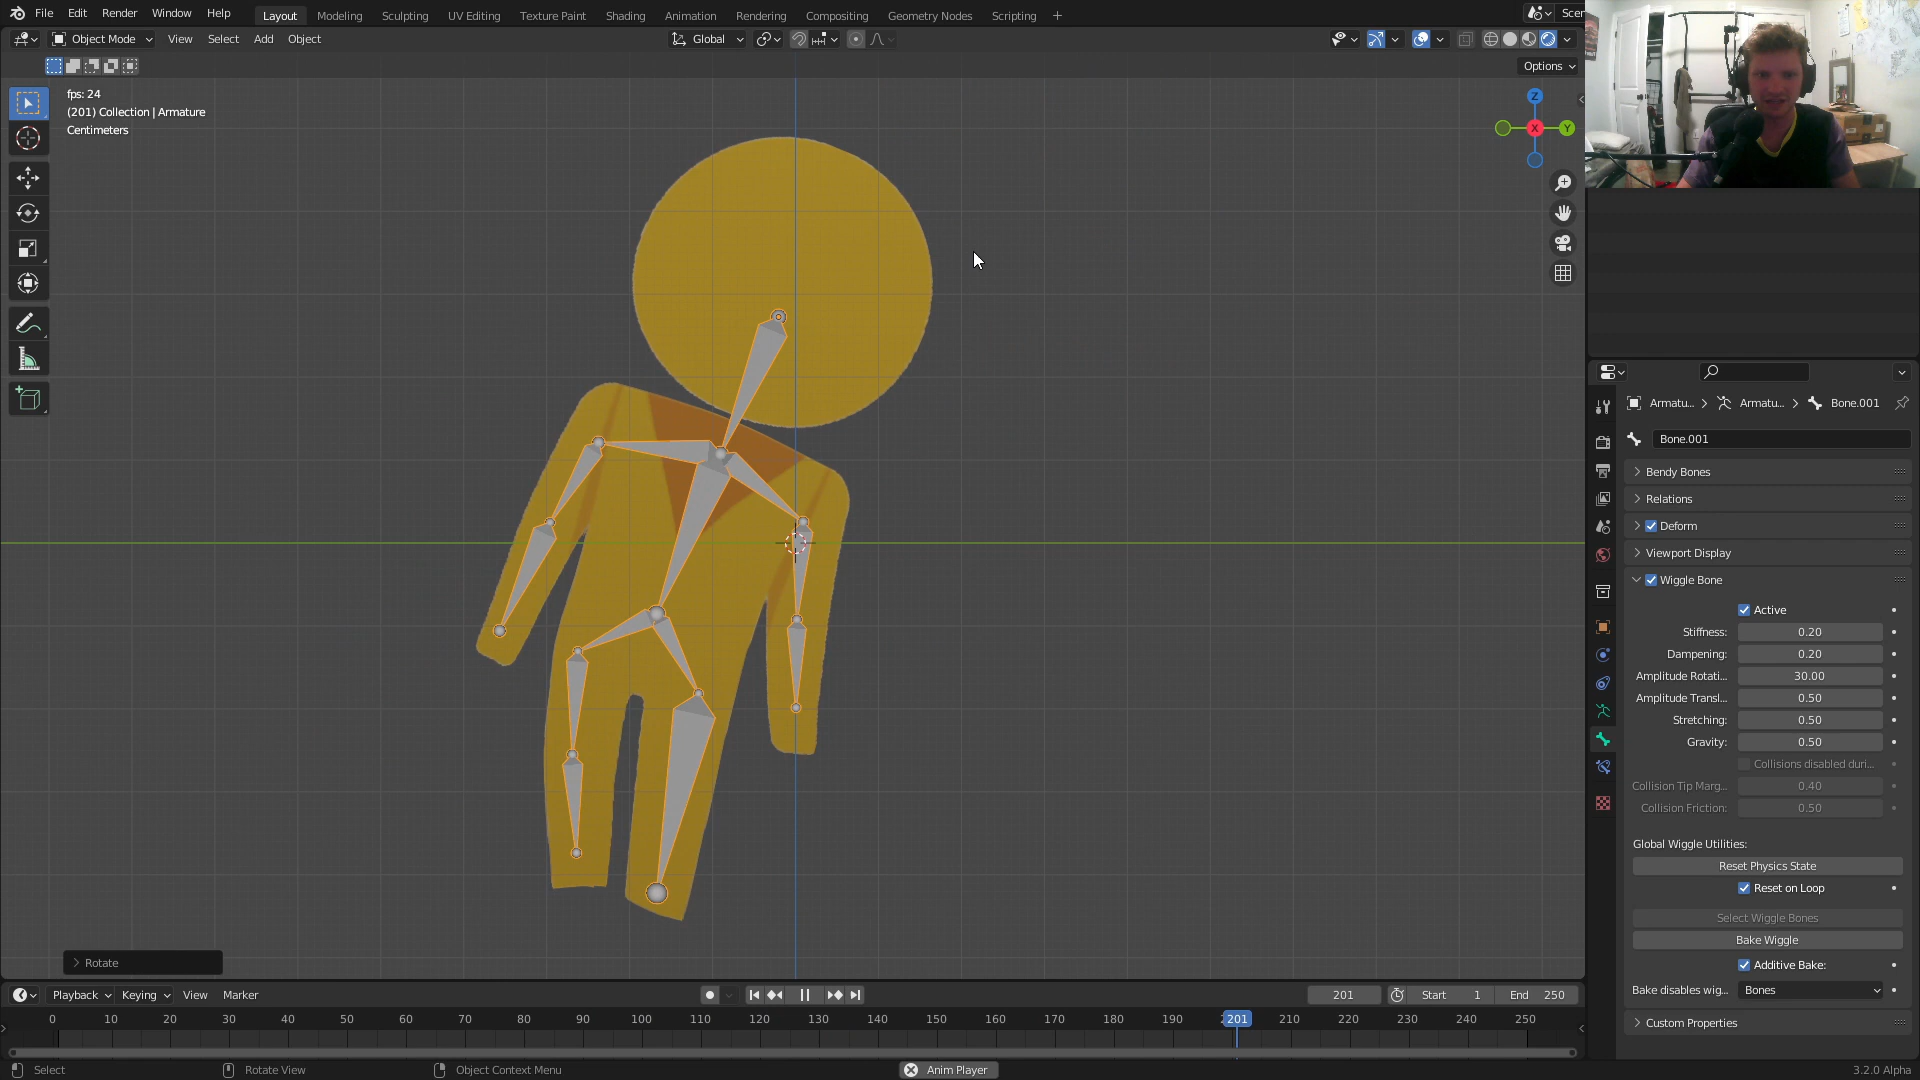 File Edit Render Window Help Layout Modeling Sculpting UV Editing Texture Paint Shading Animation Rendering Compositing Geometry Nodes Scripting +
Object Mode View Select Add Object Global
Options
fps: 24
(201) Collection | Armature
Centimeters
Z
X
Y
Armatu... Armatu... Bone.001
Bone.001
Bendy Bones
Relations
Deform
Viewport Display
Wiggle Bone
Active
Stiffness: 0.20
Dampening: 0.20
Amplitude Rotati... 30.00
Amplitude Transl... 0.50
Stretching: 0.50
Gravity: 0.50
Collisions disabled duri...
Collision Tip Marg... 0.40
Collision Friction: 0.50
Global Wiggle Utilities:
Reset Physics State
Reset on Loop
Select Wiggle Bones
Bake Wiggle
Additive Bake:
Bake disables wig... Bones
Custom Properties
Rotate
Playback Keying View Marker 201 Start 1 End 250
0 10 20 30 40 50 60 70 80 90 100 110 120 130 140 150 160 170 180 190 201 210 220 230 240 250
Select Rotate View Object Context Menu Anim Player 3.2.0 Alpha